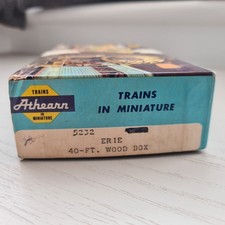 TRAINS
Athearn
IN
MINIATURE
TRAINS
IN MINIATURE
5232
ERIE
40-FT. WOOD BOX